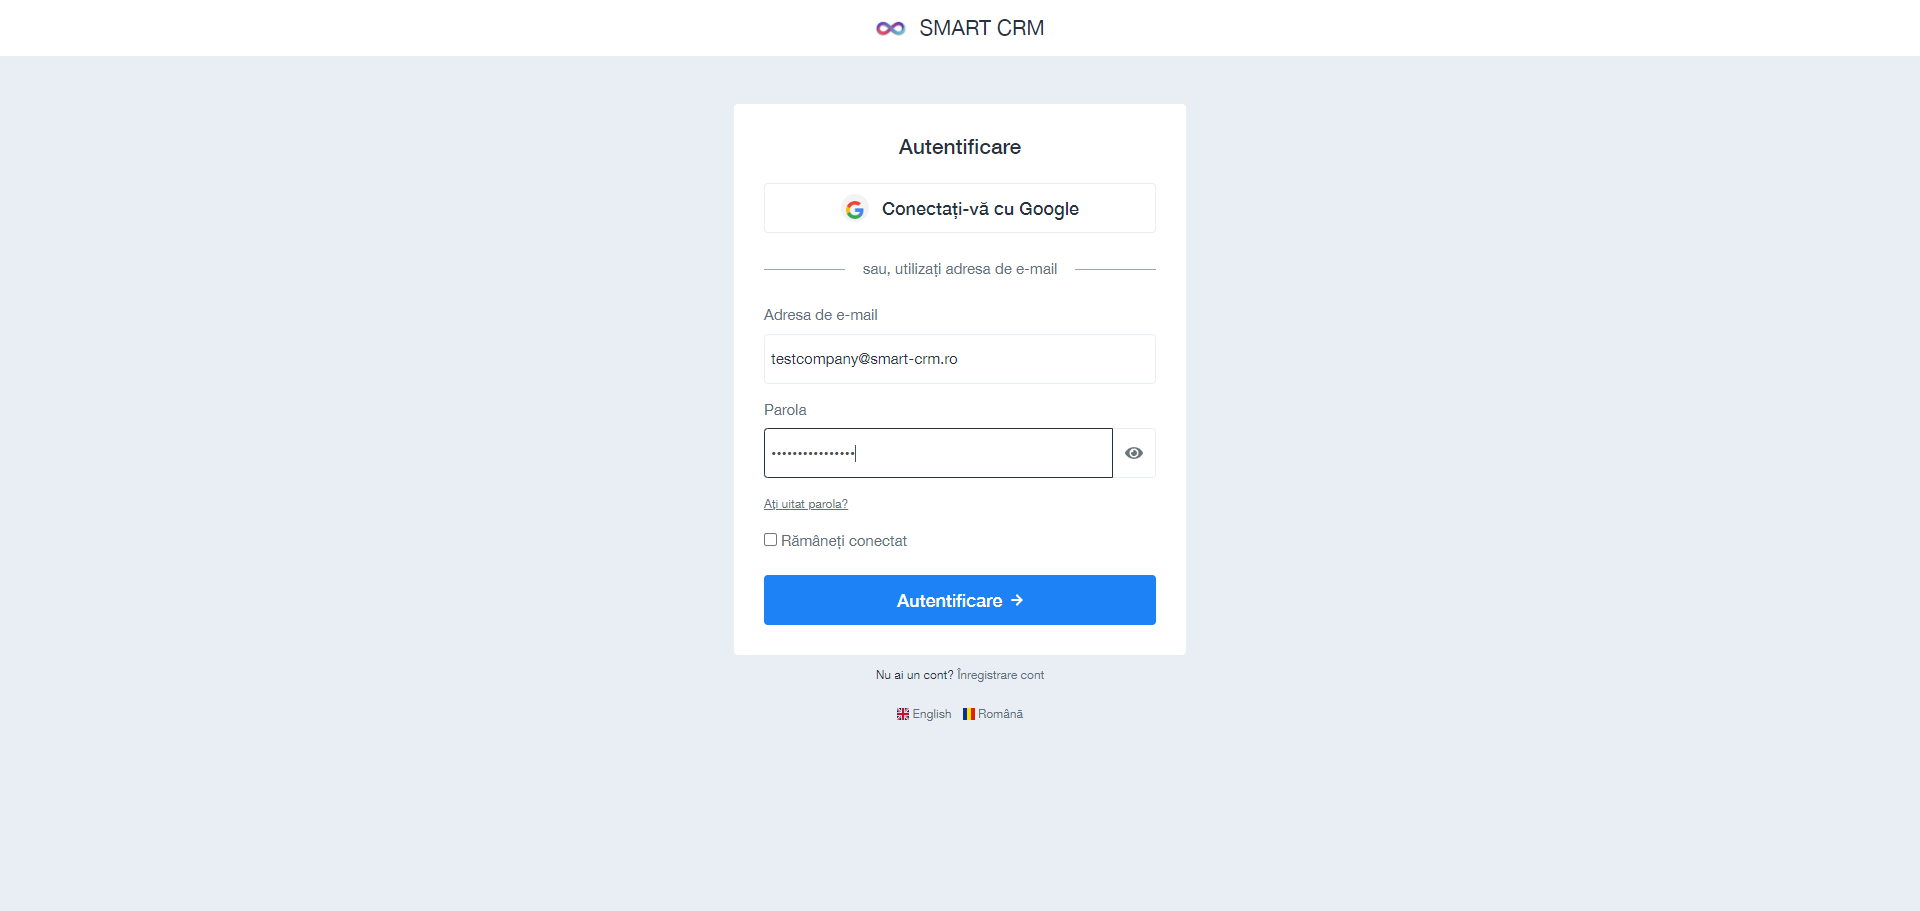 SMART CRM
Autentificare
Conectați-vă cu Google
sau, utilizați adresa de e-mail
Adresa de e-mail
testcompany@smart-crm.ro
Parola
••••••••••••••••
Ați uitat parola?
Rămâneți conectat
Autentificare →
Nu ai un cont? Înregistrare cont
English Română